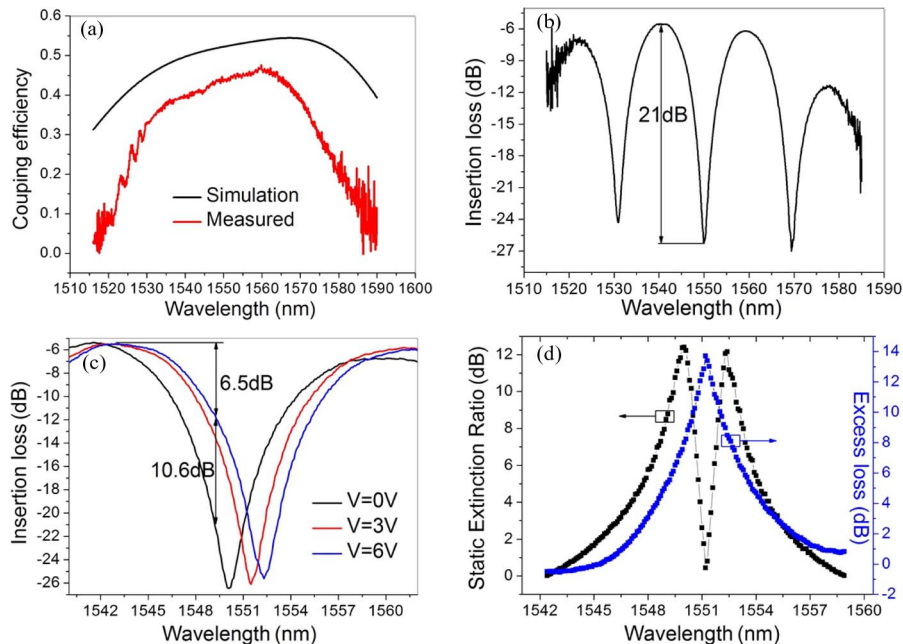 (a)
Couping efficiency
0.6
0.5
0.4
0.3
0.2
0.1
0.0
Simulation
Measured
1510 1520 1530 1540 1550 1560 1570 1580 1590 1600
Wavelength (nm)
(b)
Insertion loss (dB)
-6
-9
-12
-15
-18
-21
-24
-27
21dB
1510 1520 1530 1540 1550 1560 1570 1580 1590
Wavelength (nm)
(c)
Insertion loss (dB)
-6
-8
-10
-12
-14
-16
-18
-20
-22
-24
-26
6.5dB
10.6dB
V=0V
V=3V
V=6V
1542 1545 1548 1551 1554 1557 1560
Wavelength (nm)
(d)
Static Extinction Ratio (dB)
12
10
8
6
4
2
0
14
12
10
8
6
4
2
0
-2
Excess loss (dB)
1542 1545 1548 1551 1554 1557 1560
Wavelength (nm)